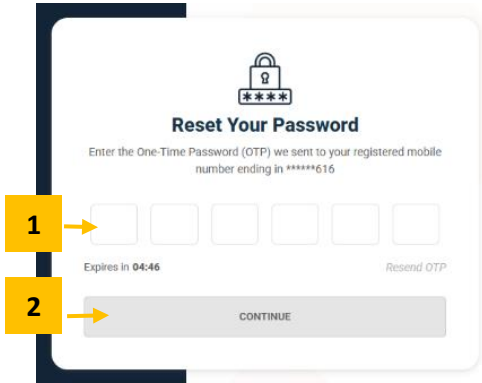 ****
Reset Your Password
Enter the One-Time Password (OTP) we sent to your registered mobile
number ending in ******616
1
Expires in 04:46
Resend OTP
2
CONTINUE